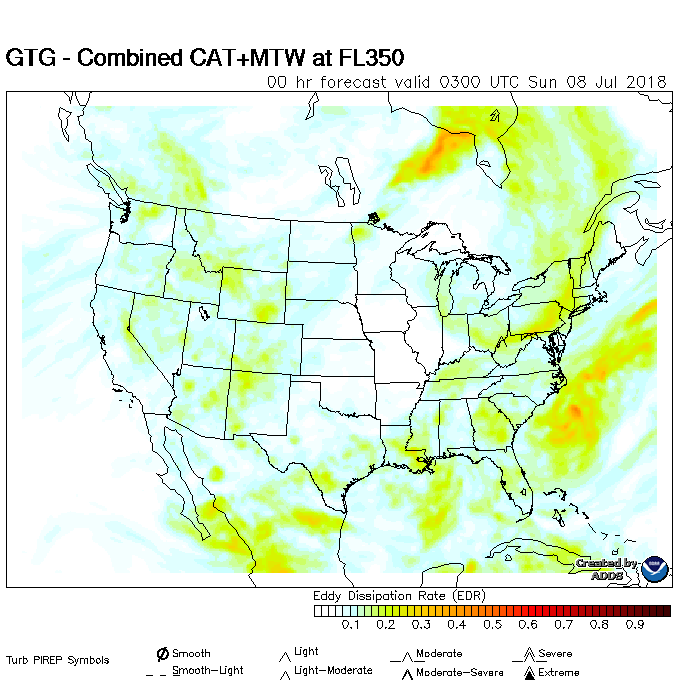 GTG - Combined CAT+MTW at FL350
00 hr forecast valid 0300 UTC Sun 08 Jul 2018
Created by
ADDS
Eddy Dissipation Rate (EDR)
0.1 0.2 0.3 0.4 0.5 0.6 0.7 0.8 0.9
Turb PIREP Symbols
Smooth Light Moderate Severe
Smooth-Light Light-Moderate Moderate-Severe Extreme